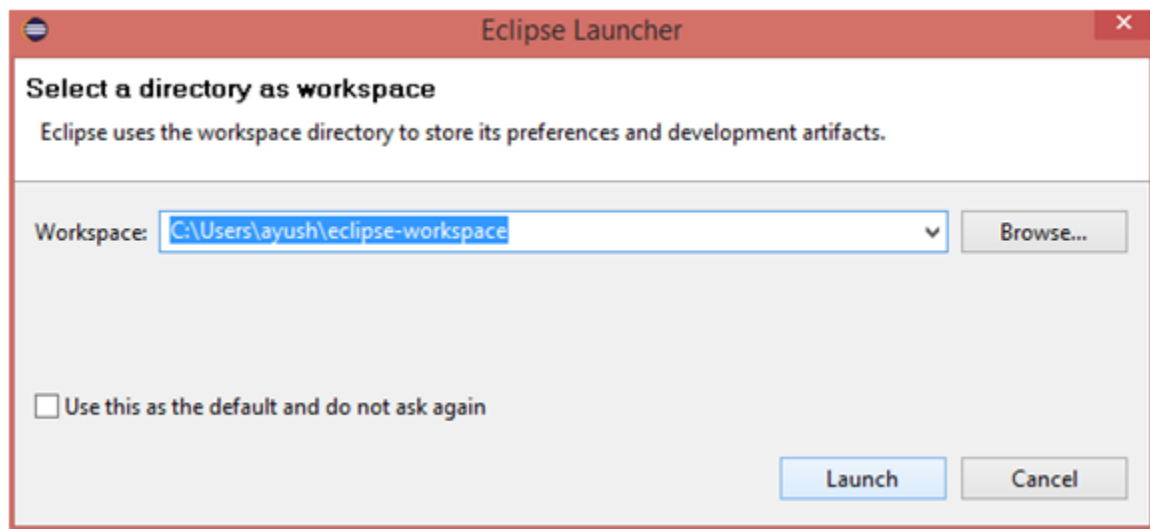 Eclipse Launcher
Select a directory as workspace
Eclipse uses the workspace directory to store its preferences and development artifacts.
Workspace: C:\Users\ayush\eclipse-workspace Browse...
Use this as the default and do not ask again
Launch Cancel